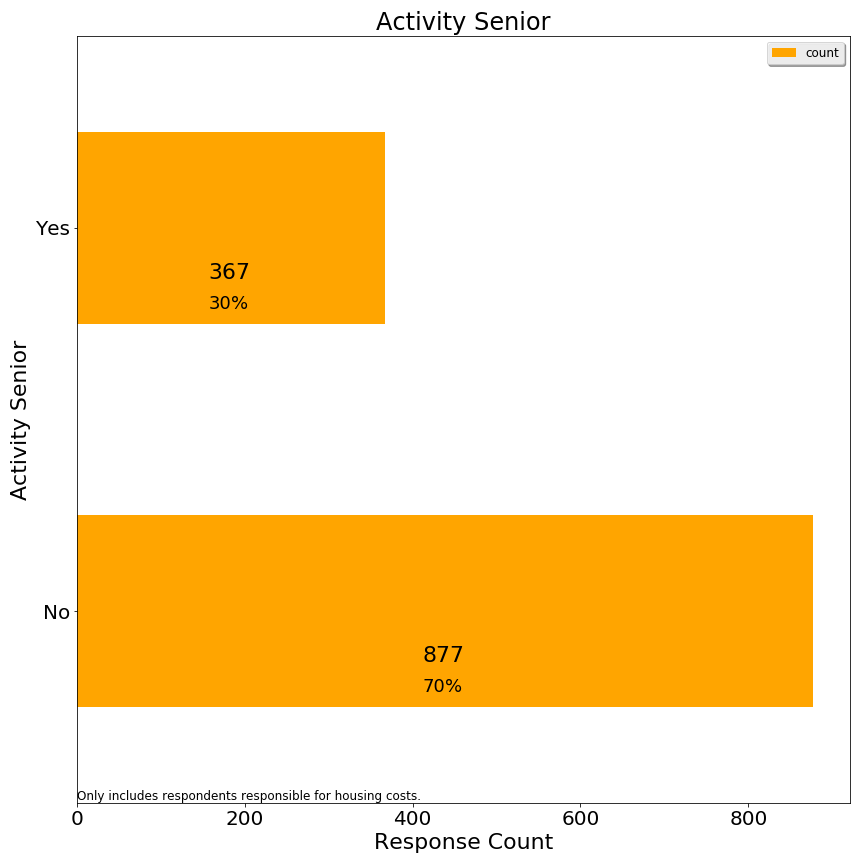 Activity Senior
count
Yes
367
30%
Activity Senior
No
877
70%
Only includes respondents responsible for housing costs.
0 200 400 600 800
Response Count